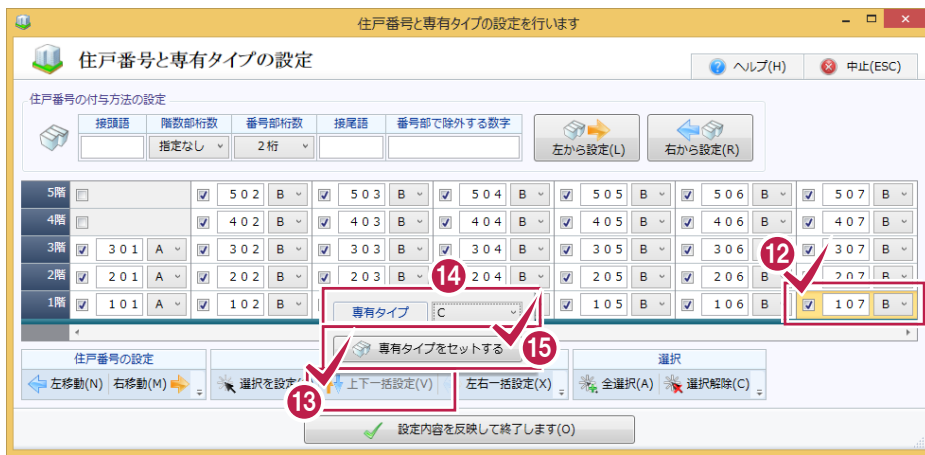 住戸番号と専有タイプの設定を行います
住戸番号と専有タイプの設定
ヘルプ(H) 中止(ESC)
住戸番号の付与方法の設定
接頭語 階数部桁数 番号部桁数 接尾語 番号部で除外する数字
指定なし 2桁
左から設定(L) 右から設定(R)
5階 502 B 503 B 504 B 505 B 506 B 507 B
4階 402 B 403 B 404 B 405 B 406 B 407 B
3階 301 A 302 B 303 B 304 B 305 B 306 307 B
⑫
2階 201 A 202 B 203 B 204 B 205 B 206 B 207 B
⑭
1階 101 A 102 B 105 B 106 B 107 B
専有タイプ C
専有タイプをセットする
⑮
住戸番号の設定 選択
左移動(N) 右移動(M) 選択を設定( 上下一括設定(V) 左右一括設定(X) 全選択(A) 選択解除(C)
⑬
設定内容を反映して終了します(O)